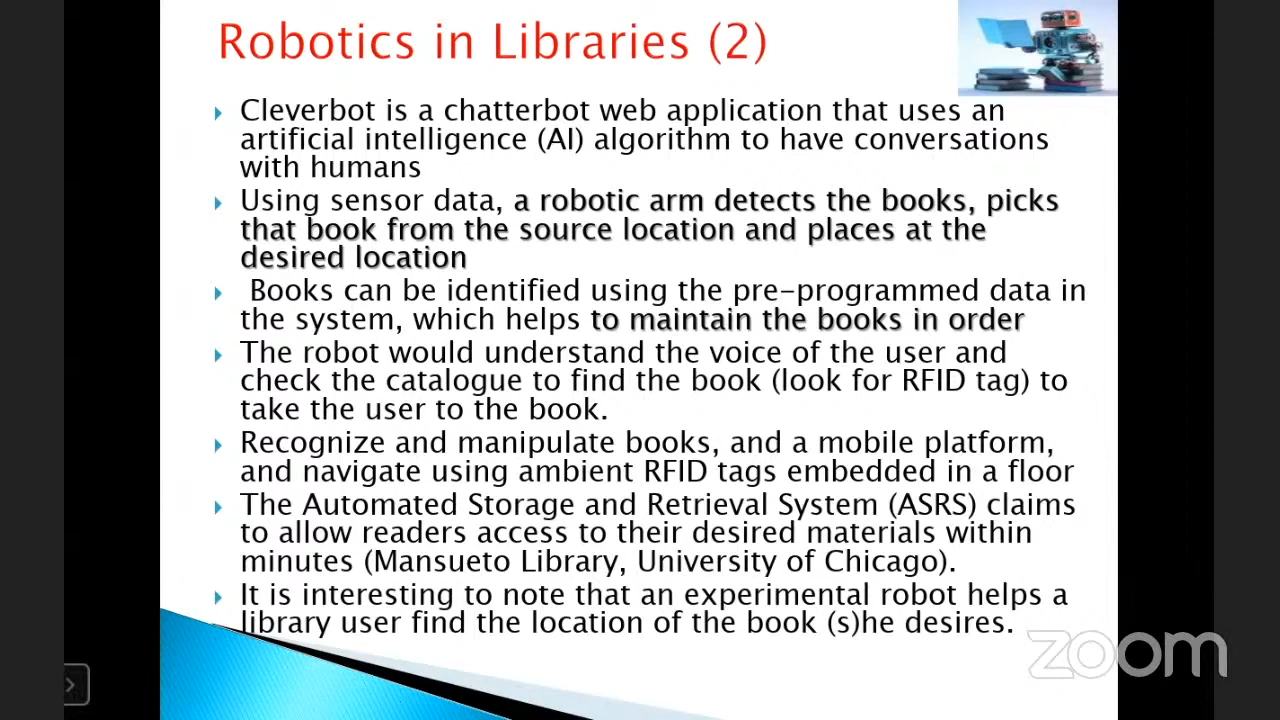 Robotics in Libraries (2)
Cleverbot is a chatterbot web application that uses an
artificial intelligence (AI) algorithm to have conversations
with humans
Using sensor data, a robotic arm detects the books, picks
that book from the source location and places at the
desired location
Books can be identified using the pre-programmed data in
the system, which helps to maintain the books in order
The robot would understand the voice of the user and
check the catalogue to find the book (look for RFID tag) to
take the user to the book.
Recognize and manipulate books, and a mobile platform,
and navigate using ambient RFID tags embedded in a floor
The Automated Storage and Retrieval System (ASRS) claims
to allow readers access to their desired materials within
minutes (Mansueto Library, University of Chicago).
It is interesting to note that an experimental robot helps a
library user find the location of the book (s)he desires.
zoom